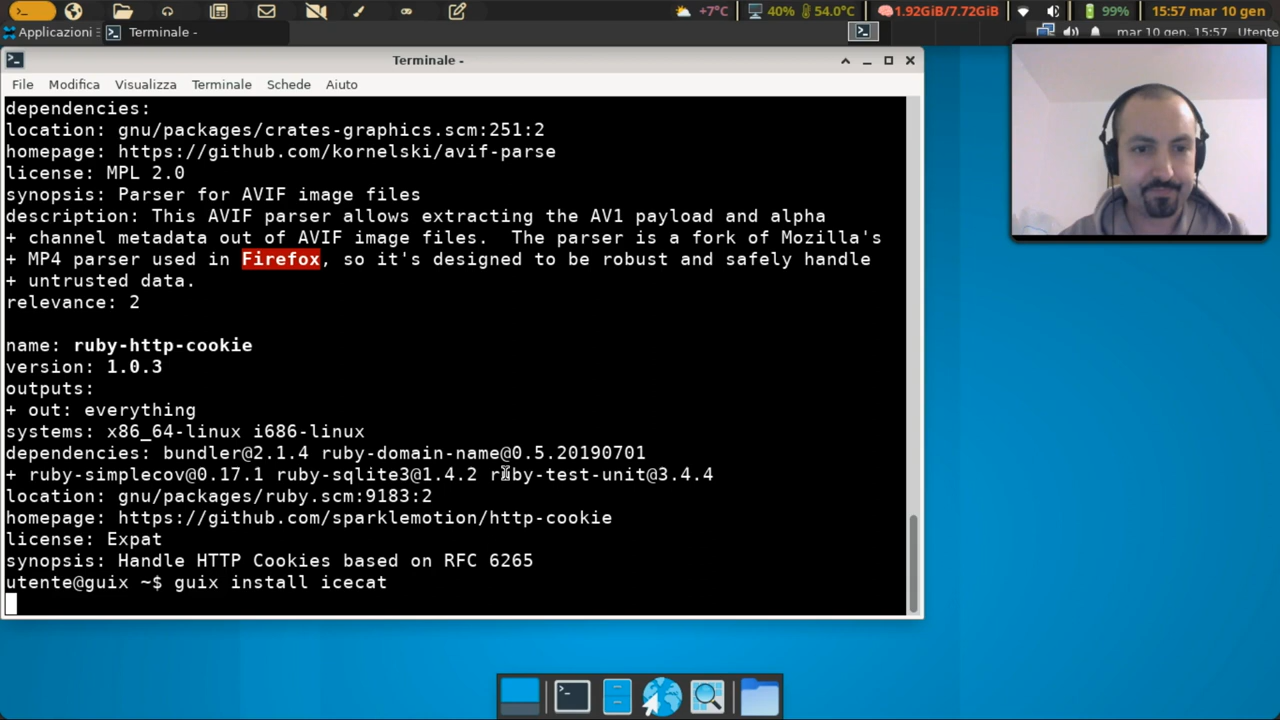 +7°C 40% 54.0°C 1.92GiB/7.72GiB 99% 15:57 mar 10 gen
Applicazioni Terminale - mar 10 gen, 15:57 Utente
Terminale -
File Modifica Visualizza Terminale Schede Aiuto
dependencies:
location: gnu/packages/crates-graphics.scm:251:2
homepage: https://github.com/kornelski/avif-parse
license: MPL 2.0
synopsis: Parser for AVIF image files
description: This AVIF parser allows extracting the AV1 payload and alpha
+ channel metadata out of AVIF image files.  The parser is a fork of Mozilla's
+ MP4 parser used in Firefox, so it's designed to be robust and safely handle
+ untrusted data.
relevance: 2
name: ruby-http-cookie
version: 1.0.3
outputs:
+ out: everything
systems: x86_64-linux i686-linux
dependencies: bundler@2.1.4 ruby-domain-name@0.5.20190701
+ ruby-simplecov@0.17.1 ruby-sqlite3@1.4.2 ruby-test-unit@3.4.4
location: gnu/packages/ruby.scm:9183:2
homepage: https://github.com/sparklemotion/http-cookie
license: Expat
synopsis: Handle HTTP Cookies based on RFC 6265
utente@guix ~$ guix install icecat